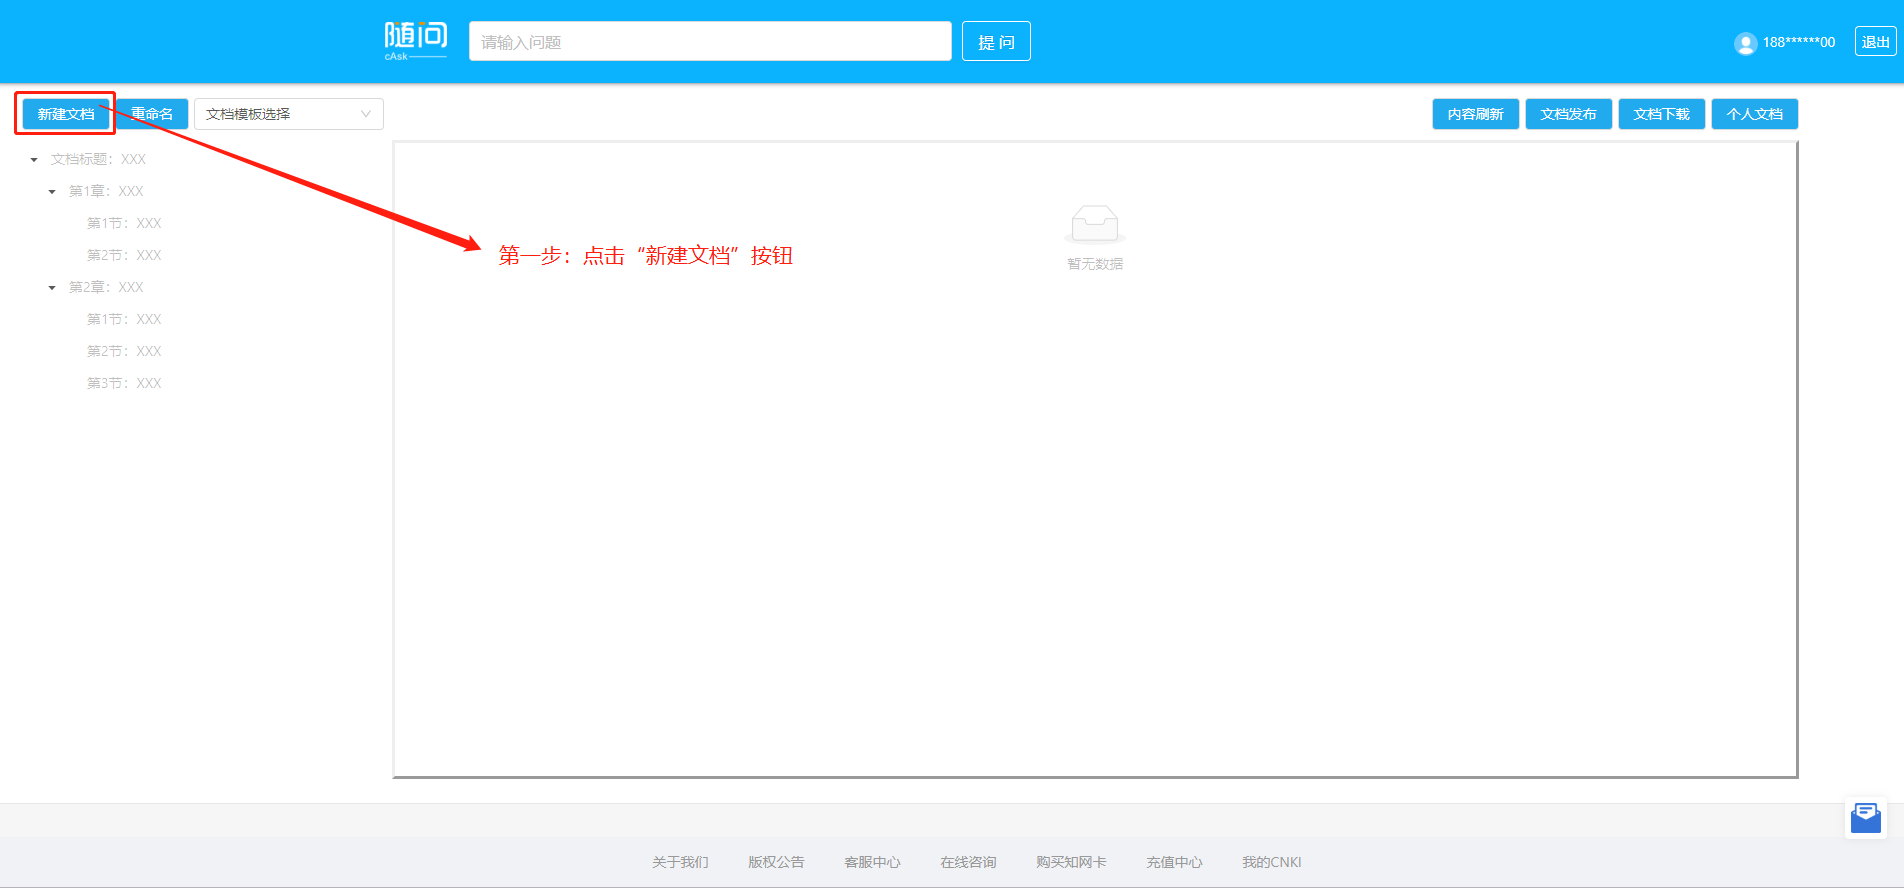 随问
cAsk
请输入问题
提 问
188******00
退出
新建文档
重命名
文档模板选择
内容刷新
文档发布
文档下载
个人文档
文档标题：XXX
第1章：XXX
第1节：XXX
第2节：XXX
第2章：XXX
第1节：XXX
第2节：XXX
第3节：XXX
第一步：点击“新建文档”按钮
暂无数据
关于我们
版权公告
客服中心
在线咨询
购买知网卡
充值中心
我的CNKI